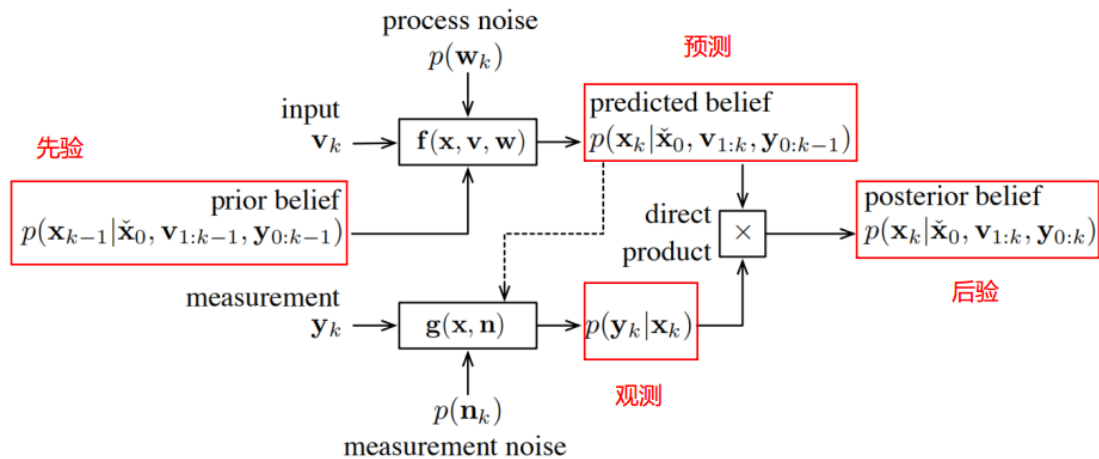 process noise
p(w_k)
预测
input
v_k
f(x, v, w)
predicted belief
p(x_k|x̌_0, v_{1:k}, y_{0:k−1})
先验
prior belief
p(x_{k−1}|x̌_0, v_{1:k−1}, y_{0:k−1})
direct
product
×
posterior belief
p(x_k|x̌_0, v_{1:k}, y_{0:k})
后验
measurement
y_k
g(x, n)
p(y_k|x_k)
观测
p(n_k)
measurement noise